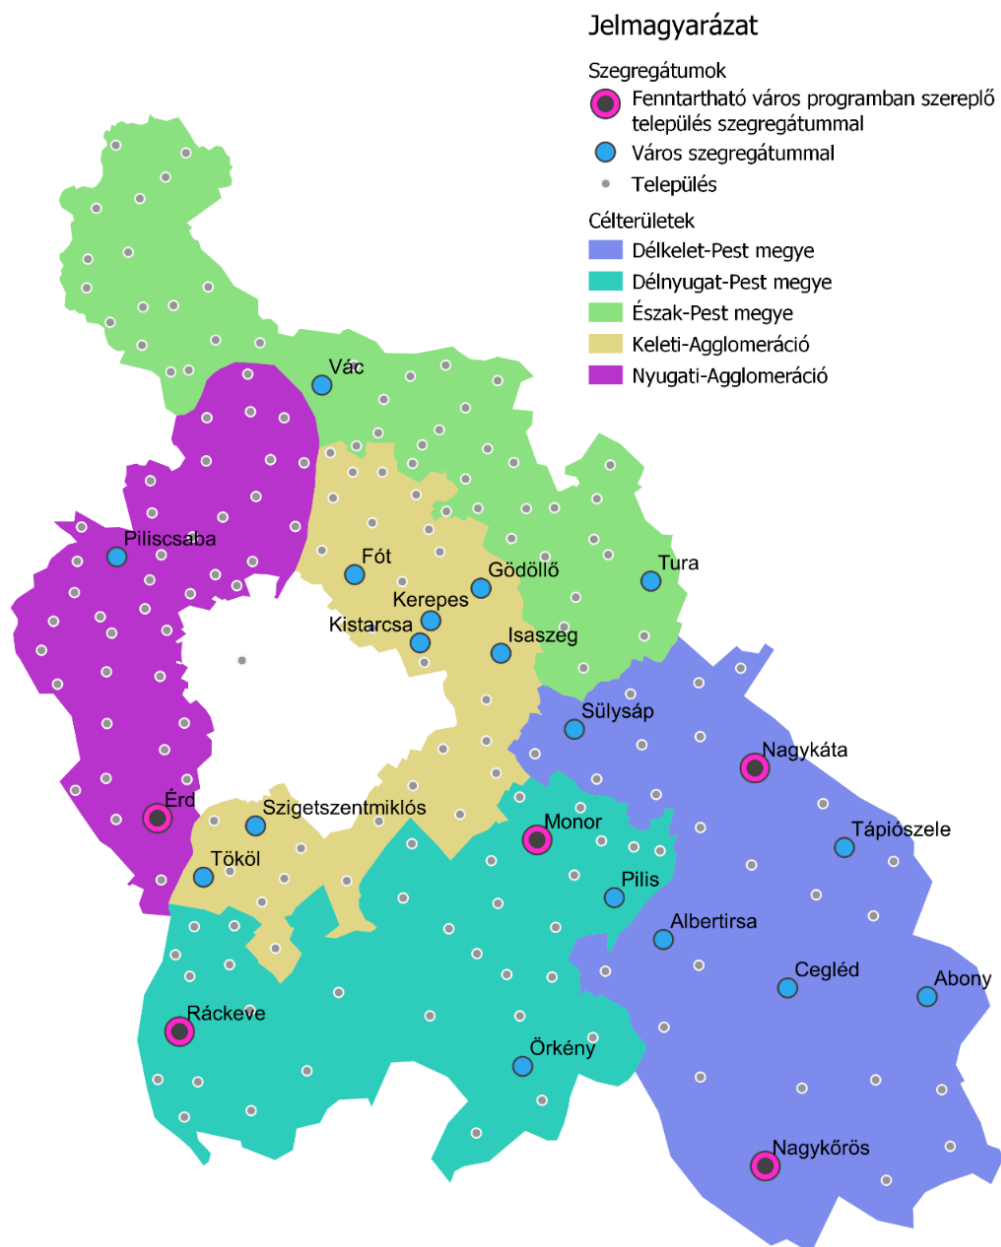 Jelmagyarázat
Szegregátumok
Fenntartható város programban szereplő
település szegregátummal
Város szegregátummal
Település
Célterületek
Délkelet-Pest megye
Délnyugat-Pest megye
Észak-Pest megye
Keleti-Agglomeráció
Nyugati-Agglomeráció
Vác
Piliscsaba
Fót
Gödöllő
Tura
Kerepes
Kistarcsa
Isaszeg
Sülysáp
Nagykáta
Érd
Szigetszentmiklós
Monor
Tápiószele
Tököl
Pilis
Albertirsa
Cegléd
Abony
Ráckeve
Örkény
Nagykőrös